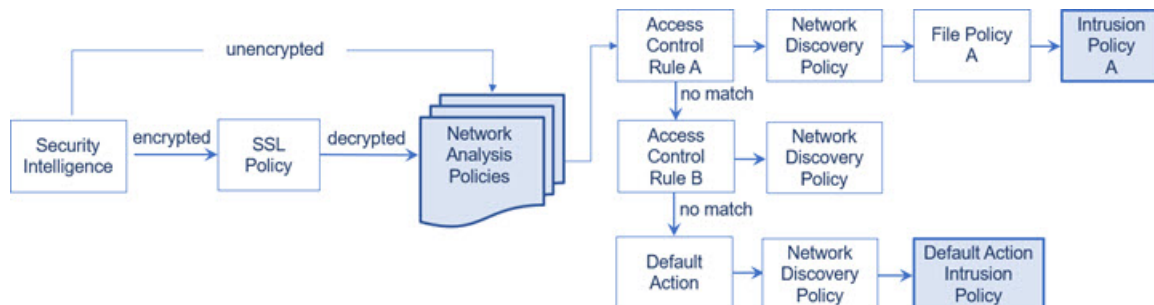 unencrypted
Security
Intelligence
encrypted
SSL
Policy
decrypted
Network
Analysis
Policies
Access
Control
Rule A
Network
Discovery
Policy
File Policy
A
Intrusion
Policy
A
no match
Access
Control
Rule B
Network
Discovery
Policy
no match
Default
Action
Network
Discovery
Policy
Default Action
Intrusion
Policy